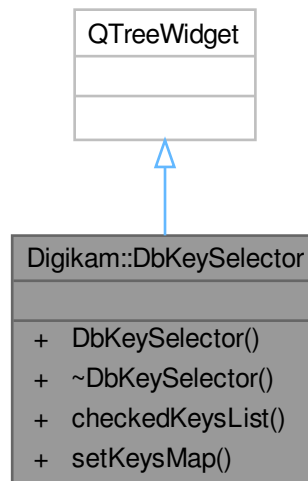 QTreeWidget
Digikam::DbKeySelector
+ DbKeySelector()
+ ~DbKeySelector()
+ checkedKeysList()
+ setKeysMap()